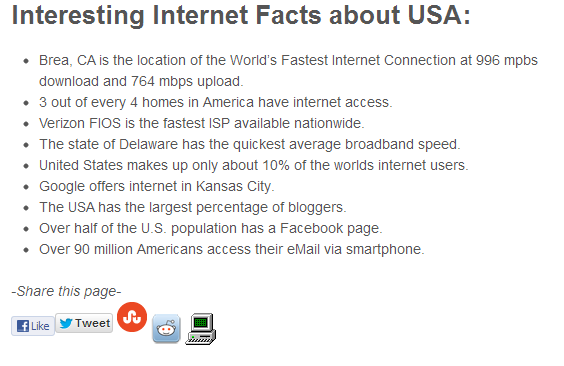 Interesting Internet Facts about USA:
Brea, CA is the location of the World's Fastest Internet Connection at 996 mpbs
download and 764 mbps upload.
3 out of every 4 homes in America have internet access.
Verizon FIOS is the fastest ISP available nationwide.
The state of Delaware has the quickest average broadband speed.
United States makes up only about 10% of the worlds internet users.
Google offers internet in Kansas City.
The USA has the largest percentage of bloggers.
Over half of the U.S. population has a Facebook page.
Over 90 million Americans access their eMail via smartphone.
-Share this page-
Like Tweet